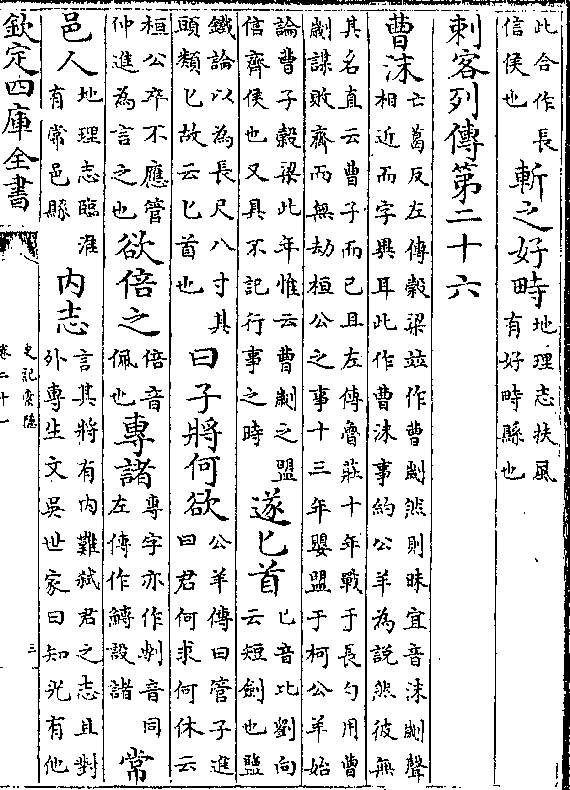 此合作長信侯也斬之好畤地理志扶風有好畤縣也
刺客列傳第二十六
曹沫亡葛反左傳穀梁竝作曹劌然則昧宜音沫劌聲相近而字異耳此作曹沫事約公羊為說然彼無
其名直云曹子而已且左傳魯莊十年戰于長勺用曹劌謀敗齊而無劫桓公之事十三年嬰盟于柯公羊始
論曹子穀梁此年惟云曹劌之盟信齊侯也又具不記行事之時遂匕首匕音比劉向云短劍也鹽
鐵論以為長尺八寸其頭類匕故云匕首也曰子將何欲公羊傳曰管子進曰君何求何休云
桓公卒不應管仲進為言之也欲倍之倍音佩也專諸專字亦作剸音同左傳作鱄設諸常
邑人地理志臨淮有常邑縣內志言其將有內難弒君之志且對外專生文吳世家曰知光有他
欽定四庫全書
史記索隱
卷二十一
三